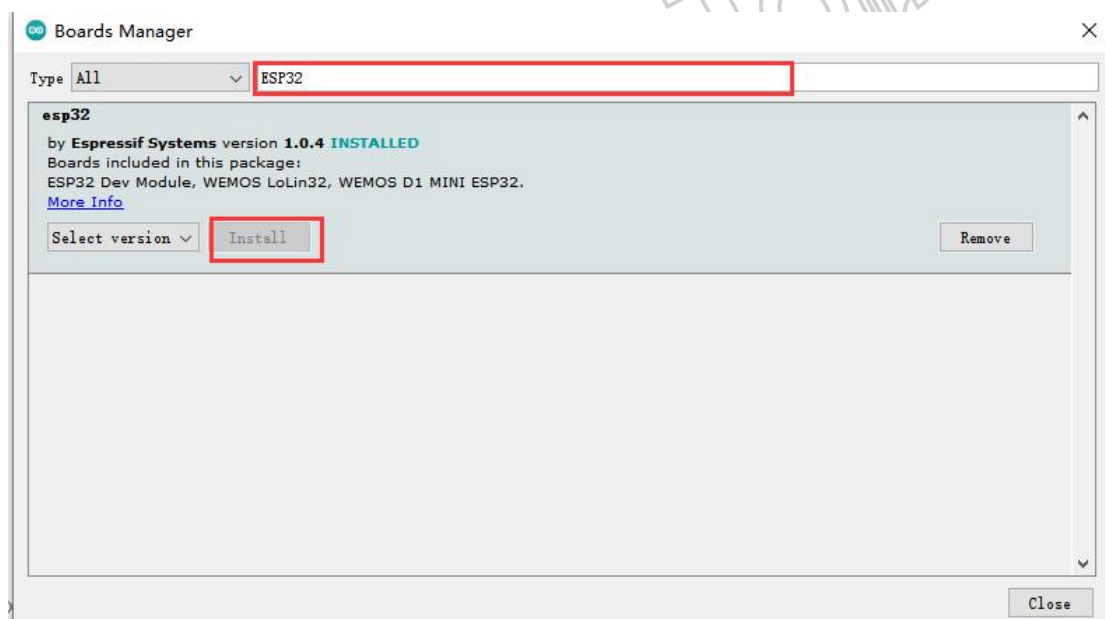 Boards Manager
Type All ESP32
esp32
by Espressif Systems version 1.0.4 INSTALLED
Boards included in this package:
ESP32 Dev Module, WEMOS LoLin32, WEMOS D1 MINI ESP32.
More Info
Select version Install Remove
Close